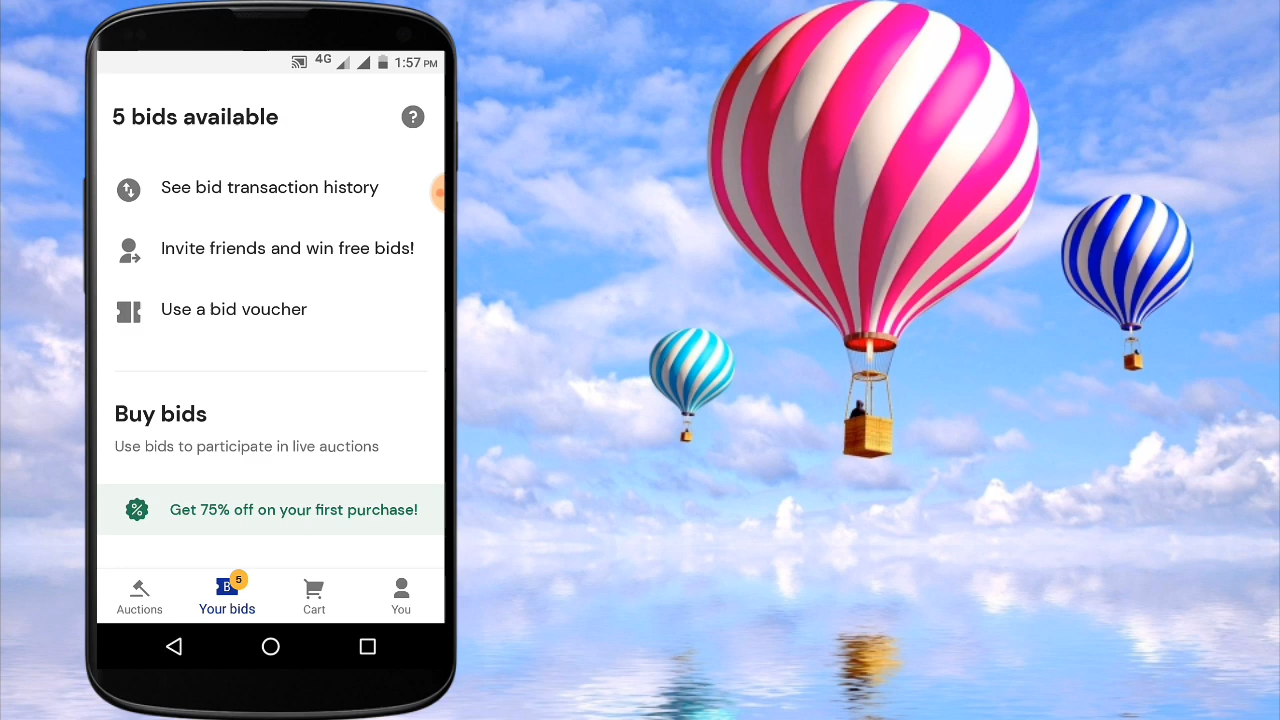 4G 1:57 PM
5 bids available ?
See bid transaction history
Invite friends and win free bids!
Use a bid voucher
Buy bids
Use bids to participate in live auctions
% Get 75% off on your first purchase!
B 5
Auctions Your bids Cart You